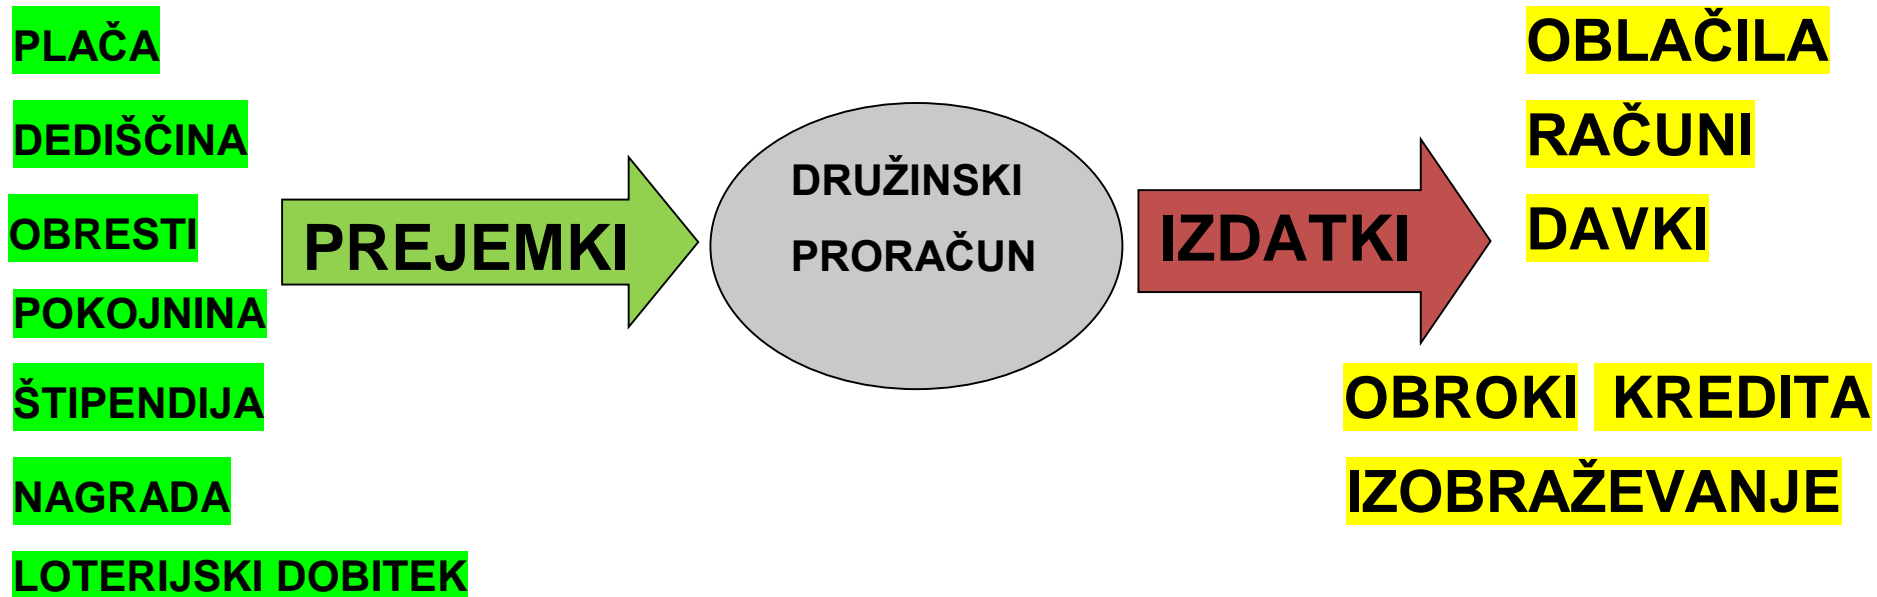 PLAČA
DEDIŠČINA
OBRESTI
POKOJNINA
ŠTIPENDIJA
NAGRADA
LOTERIJSKI DOBITEK
PREJEMKI
DRUŽINSKI
PRORAČUN
IZDATKI
OBLAČILA
RAČUNI
DAVKI
OBROKI KREDITA
IZOBRAŽEVANJE